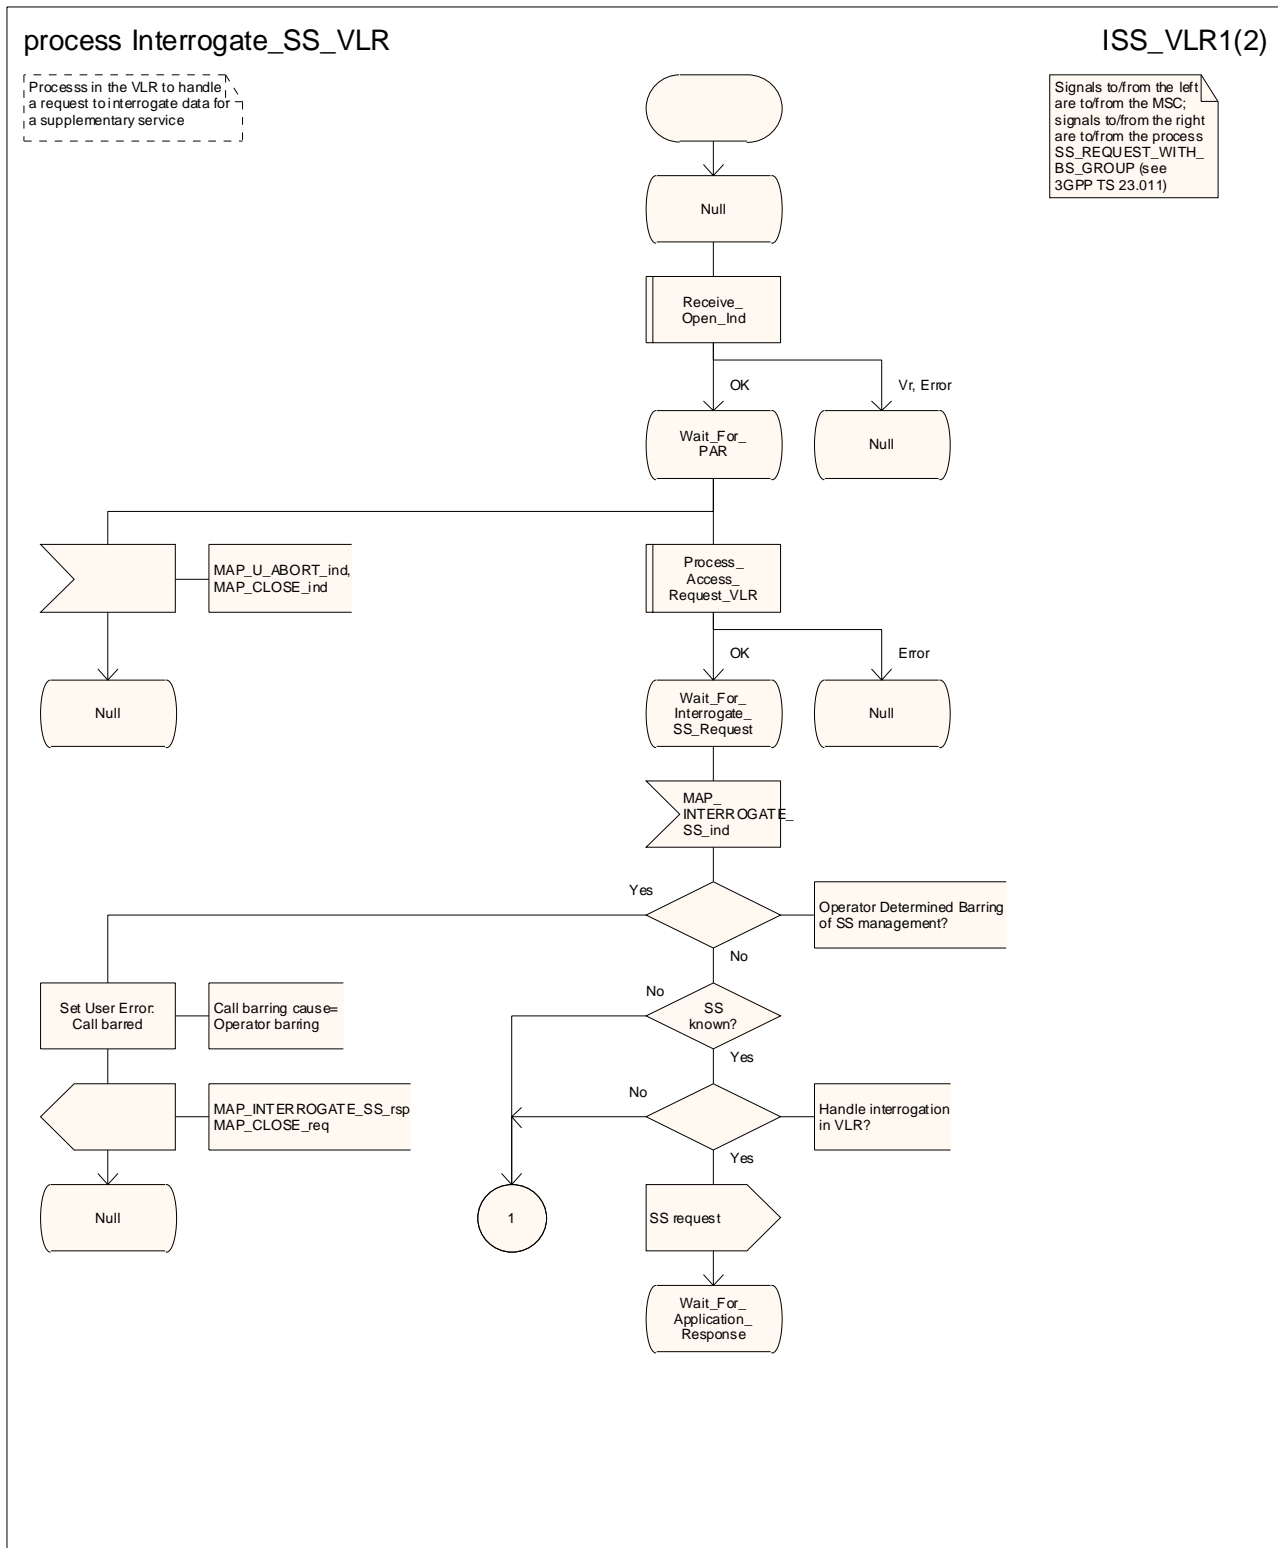 process Interrogate_SS_VLR
ISS_VLR1(2)
Processs in the VLR to handle
a request to interrogate data for
a supplementary service
Signals to/from the left
are to/from the MSC;
signals to/from the right
are to/from the process
SS_REQUEST_WITH_
BS_GROUP (see
3GPP TS 23.011)
Null
Receive_
Open_Ind
OK
Vr, Error
Wait_For_
PAR
Null
MAP_U_ABORT_ind,
MAP_CLOSE_ind
Process_
Access_
Request_VLR
OK
Error
Null
Wait_For_
Interrogate_
SS_Request
Null
MAP_
INTERROGATE_
SS_ind
Yes
Operator Determined Barring
of SS management?
No
Set User Error:
Call barred
Call barring cause=
Operator barring
No
SS
known?
Yes
MAP_INTERROGATE_SS_rsp
MAP_CLOSE_req
No
Handle interrogation
in VLR?
Yes
Null
1
SS request
Wait_For_
Application_
Response